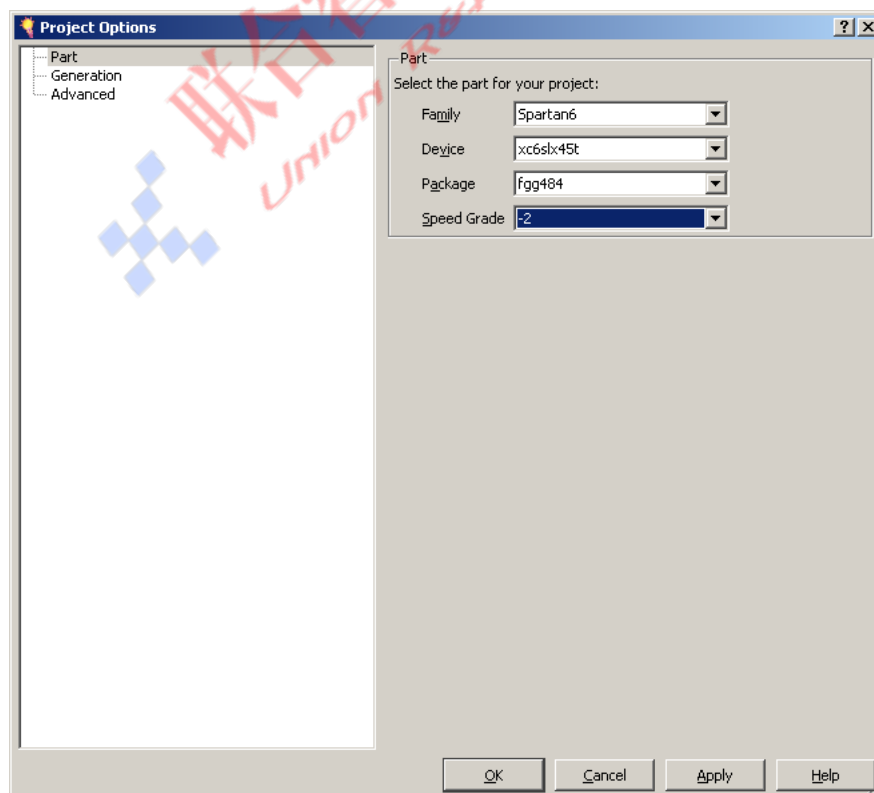 Project Options
Part
Generation
Advanced
Part
Select the part for your project:
Family Spartan6
Device xc6slx45t
Package fgg484
Speed Grade -2
OK Cancel Apply Help
联合
UNION